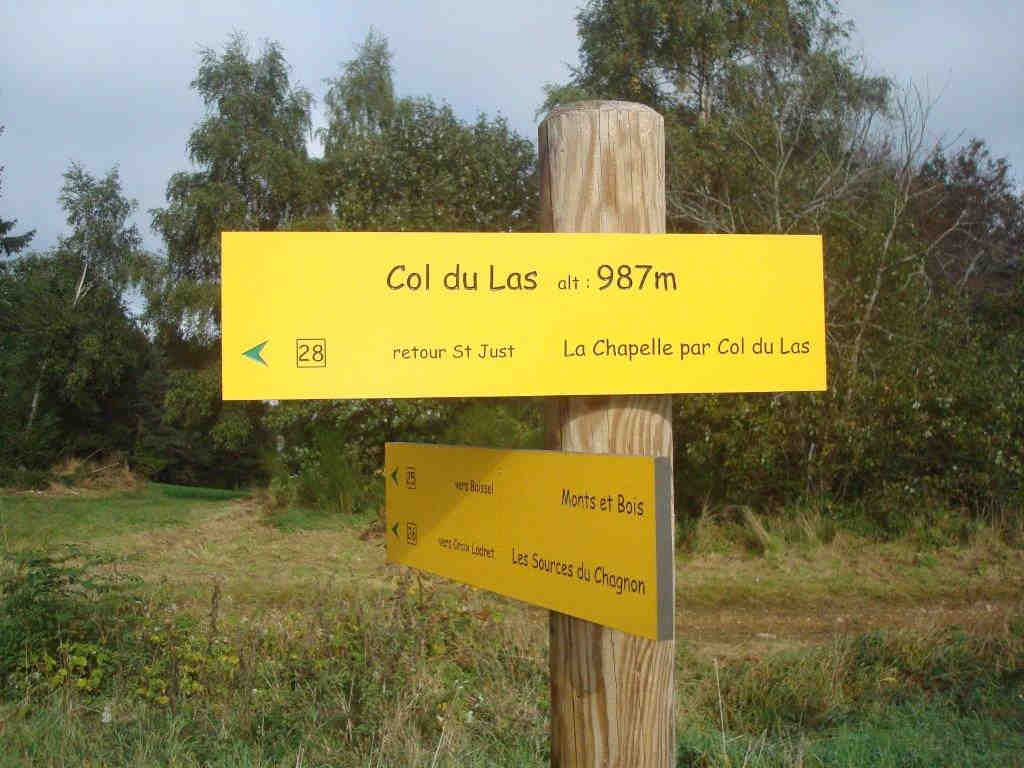 Col du Las alt : 987m
28 retour St Just La Chapelle par Col du Las
25 vers Boissel Monts et Bois
26 vers Croix Ladret Les Sources du Chagnon